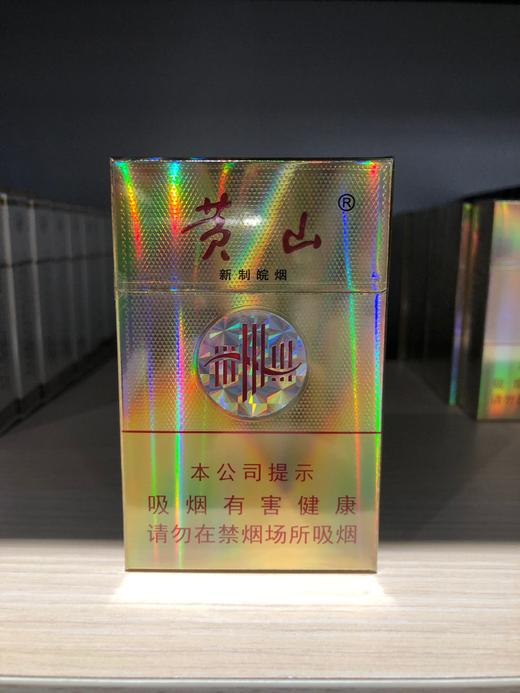 黄山®
新制皖烟
本公司提示
吸烟有害健康
请勿在禁烟场所吸烟